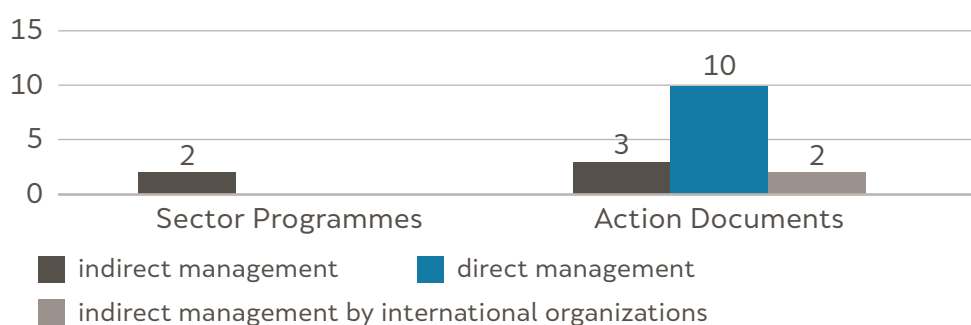 15
10
5
0
2
3
10
2
Sector Programmes
Action Documents
indirect management
direct management
indirect management by international organizations